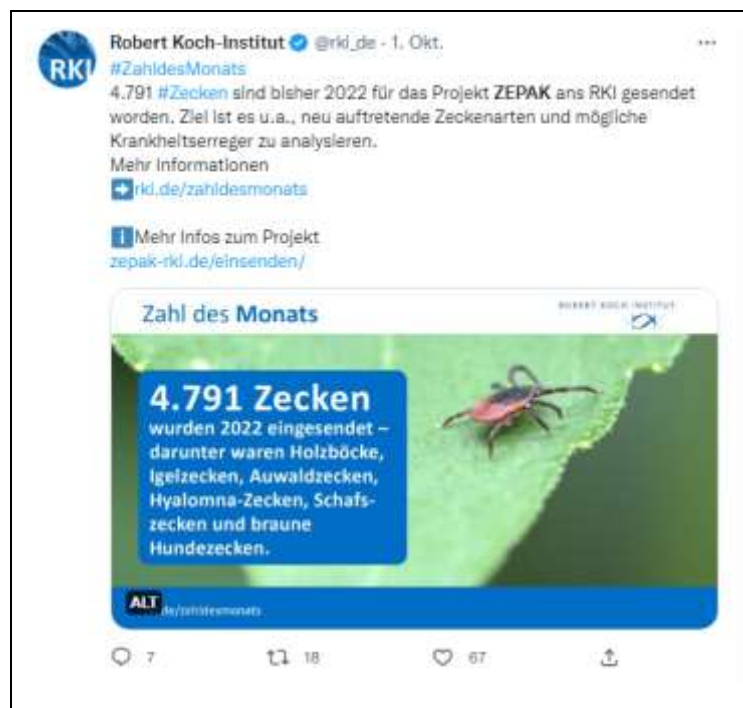 Robert Koch-Institut @rki_de · 1. Okt.
RKI
#ZahldesMonats
4.791 #Zecken sind bisher 2022 für das Projekt ZEPAK ans RKI gesendet
worden. Ziel ist es u.a., neu auftretende Zeckenarten und mögliche
Krankheitserreger zu analysieren.
Mehr Informationen
rki.de/zahldesmonats
Mehr Infos zum Projekt
zepak-rki.de/einsenden/
Zahl des Monats
ROBERT KOCH INSTITUT
4.791 Zecken
wurden 2022 eingesendet –
darunter waren Holzböcke,
Igelzecken, Auwaldzecken,
Hyalomna-Zecken, Schafs-
zecken und braune
Hundezecken.
ALT de/zahldesmonats
7 18 67